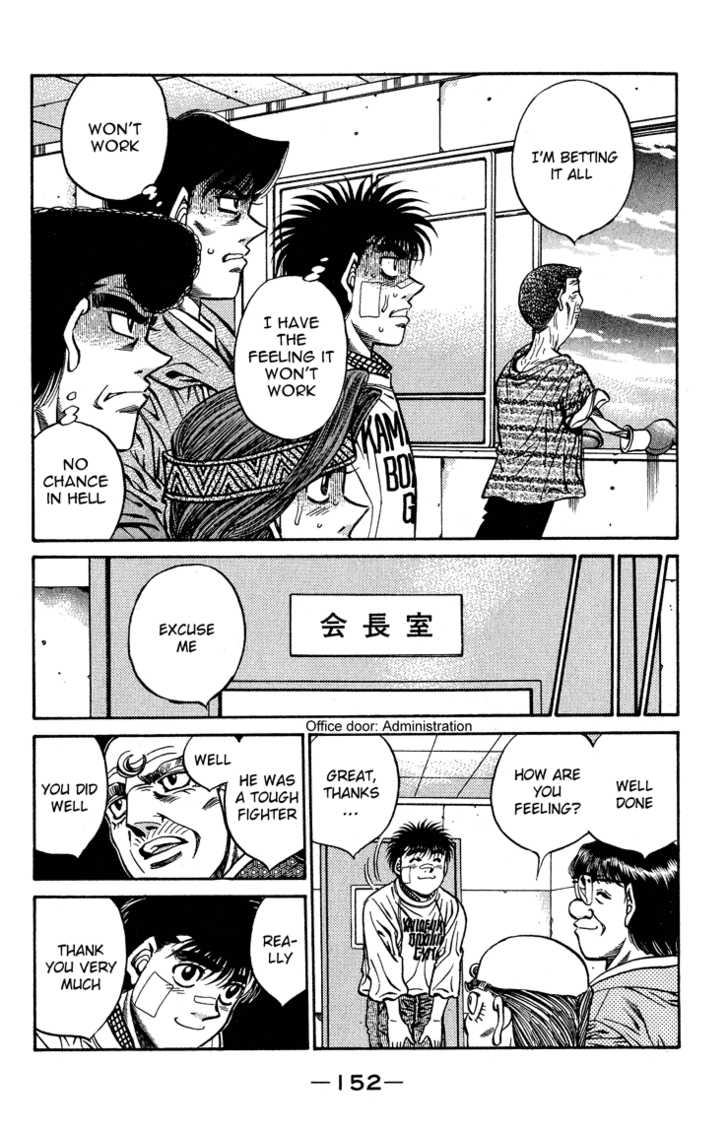 I'M BETTING
IT ALL
WON'T
WORK
I HAVE
THE
FEELING IT
WON'T
WORK
NO
CHANCE
IN HELL
EXCUSE
ME
会長室
Office door: Administration
WELL
DONE
HOW ARE
YOU
FEELING?
GREAT,
THANKS
...
WELL
HE WAS
A TOUGH
FIGHTER
YOU DID
WELL
REA-
LLY
THANK
YOU VERY
MUCH
—152—